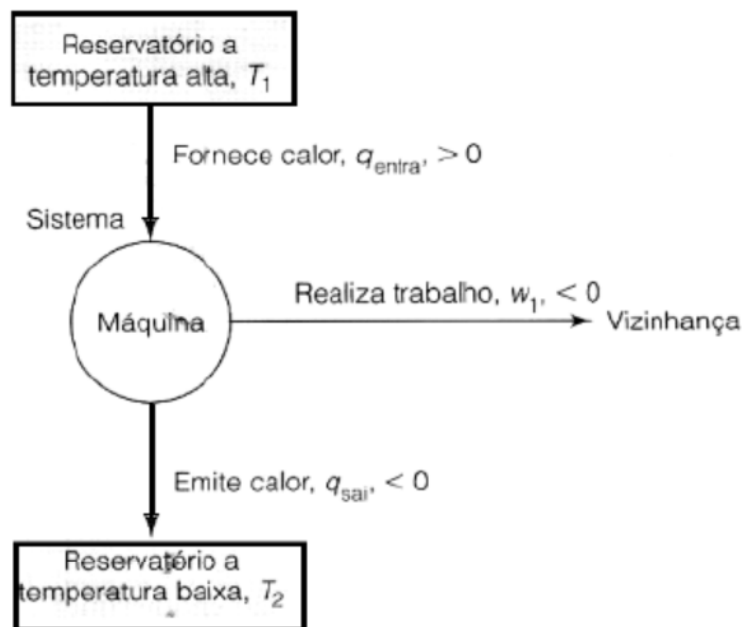 Reservatório a
temperatura alta, T₁
Fornece calor, qentra, > 0
Sistema
Máquina
Realiza trabalho, w₁, < 0
Vizinhança
Emite calor, qsai, < 0
Reservatório a
temperatura baixa, T₂